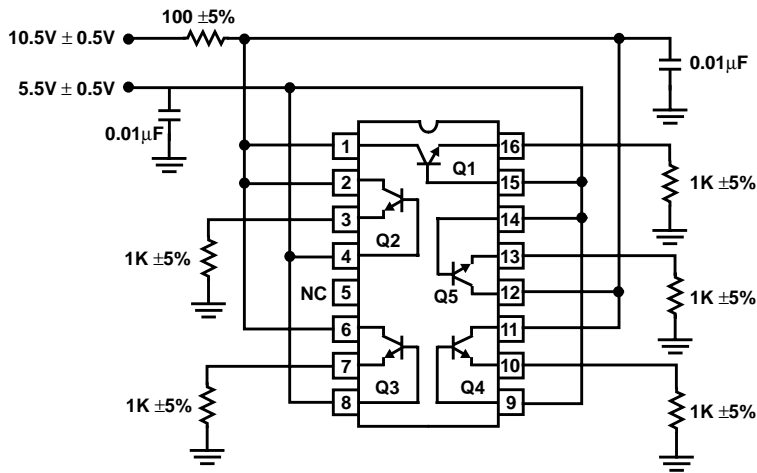 100 ±5%
10.5V ± 0.5V
5.5V ± 0.5V
0.01µF
0.01µF
1
16
Q1
2
15
1K ±5%
3
Q2
14
4
13
1K ±5%
NC
5
Q5
12
1K ±5%
6
11
7
10
Q3
Q4
1K ±5%
8
9
1K ±5%